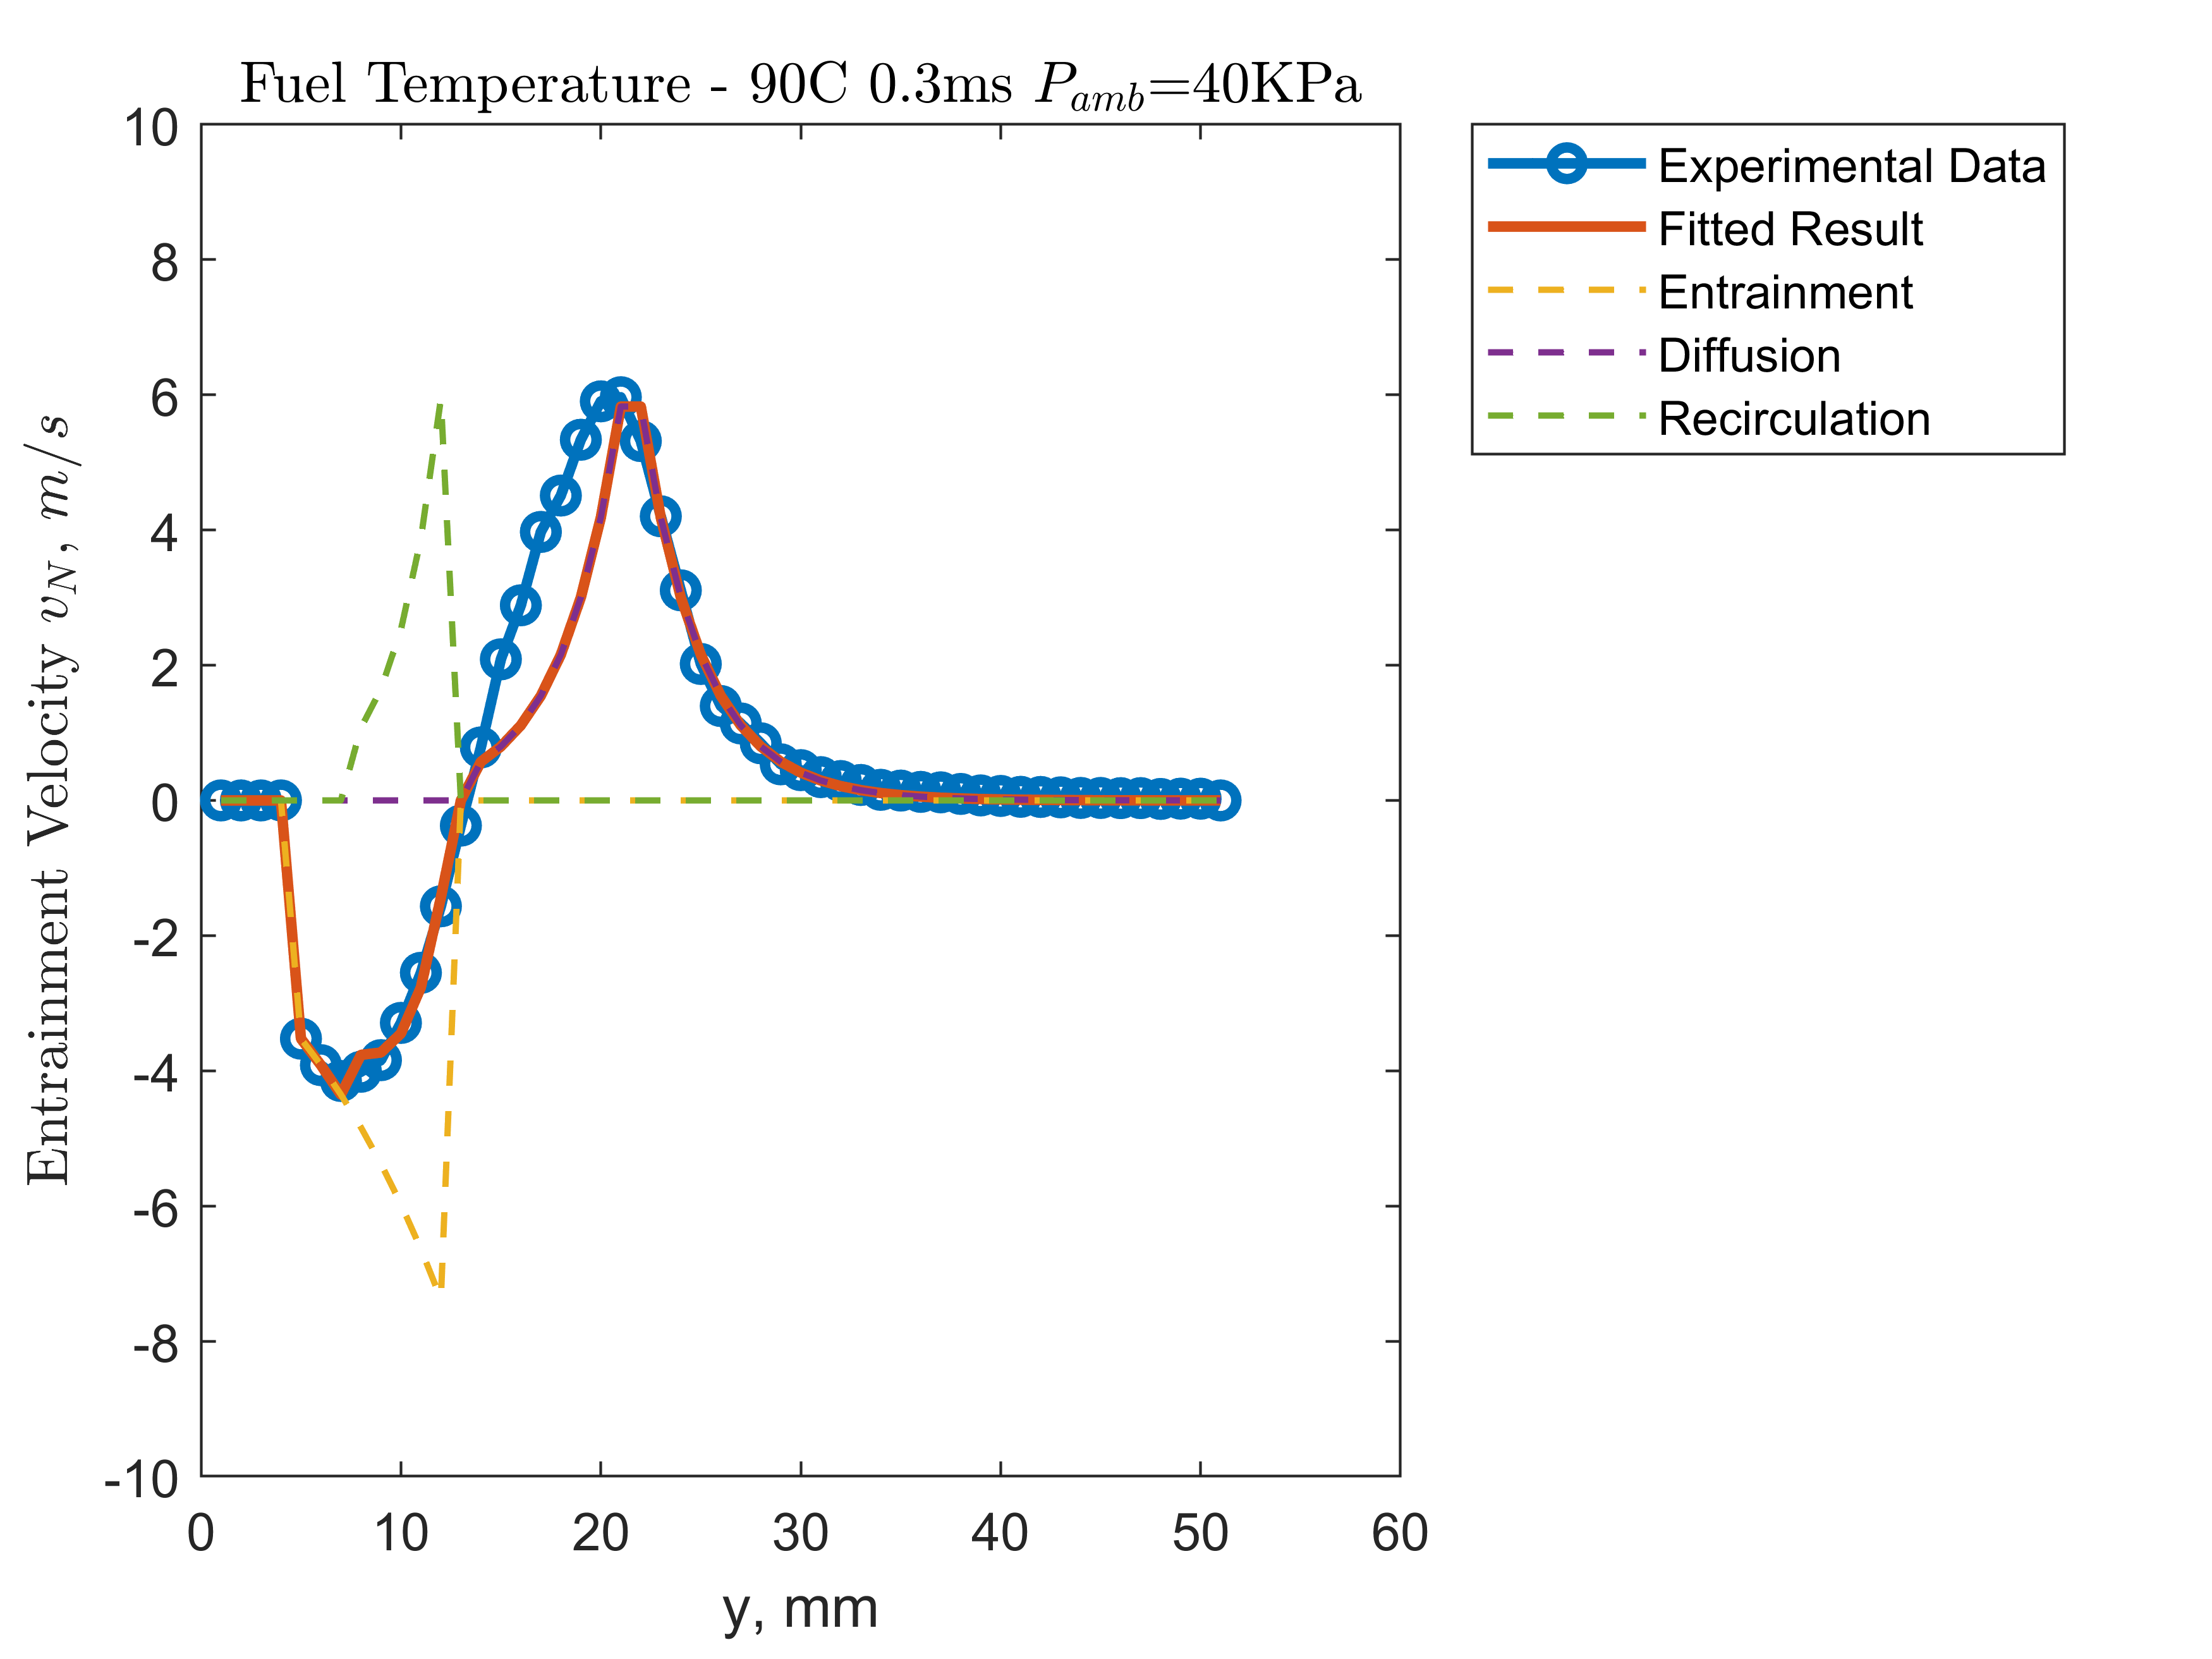 Fuel Temperature - 90C 0.3ms P_amb=40KPa
10
8
6
4
2
0
-2
-4
-6
-8
-10
Entrainment Velocity v_N, m/s
0 10 20 30 40 50 60
y, mm
Experimental Data
Fitted Result
Entrainment
Diffusion
Recirculation